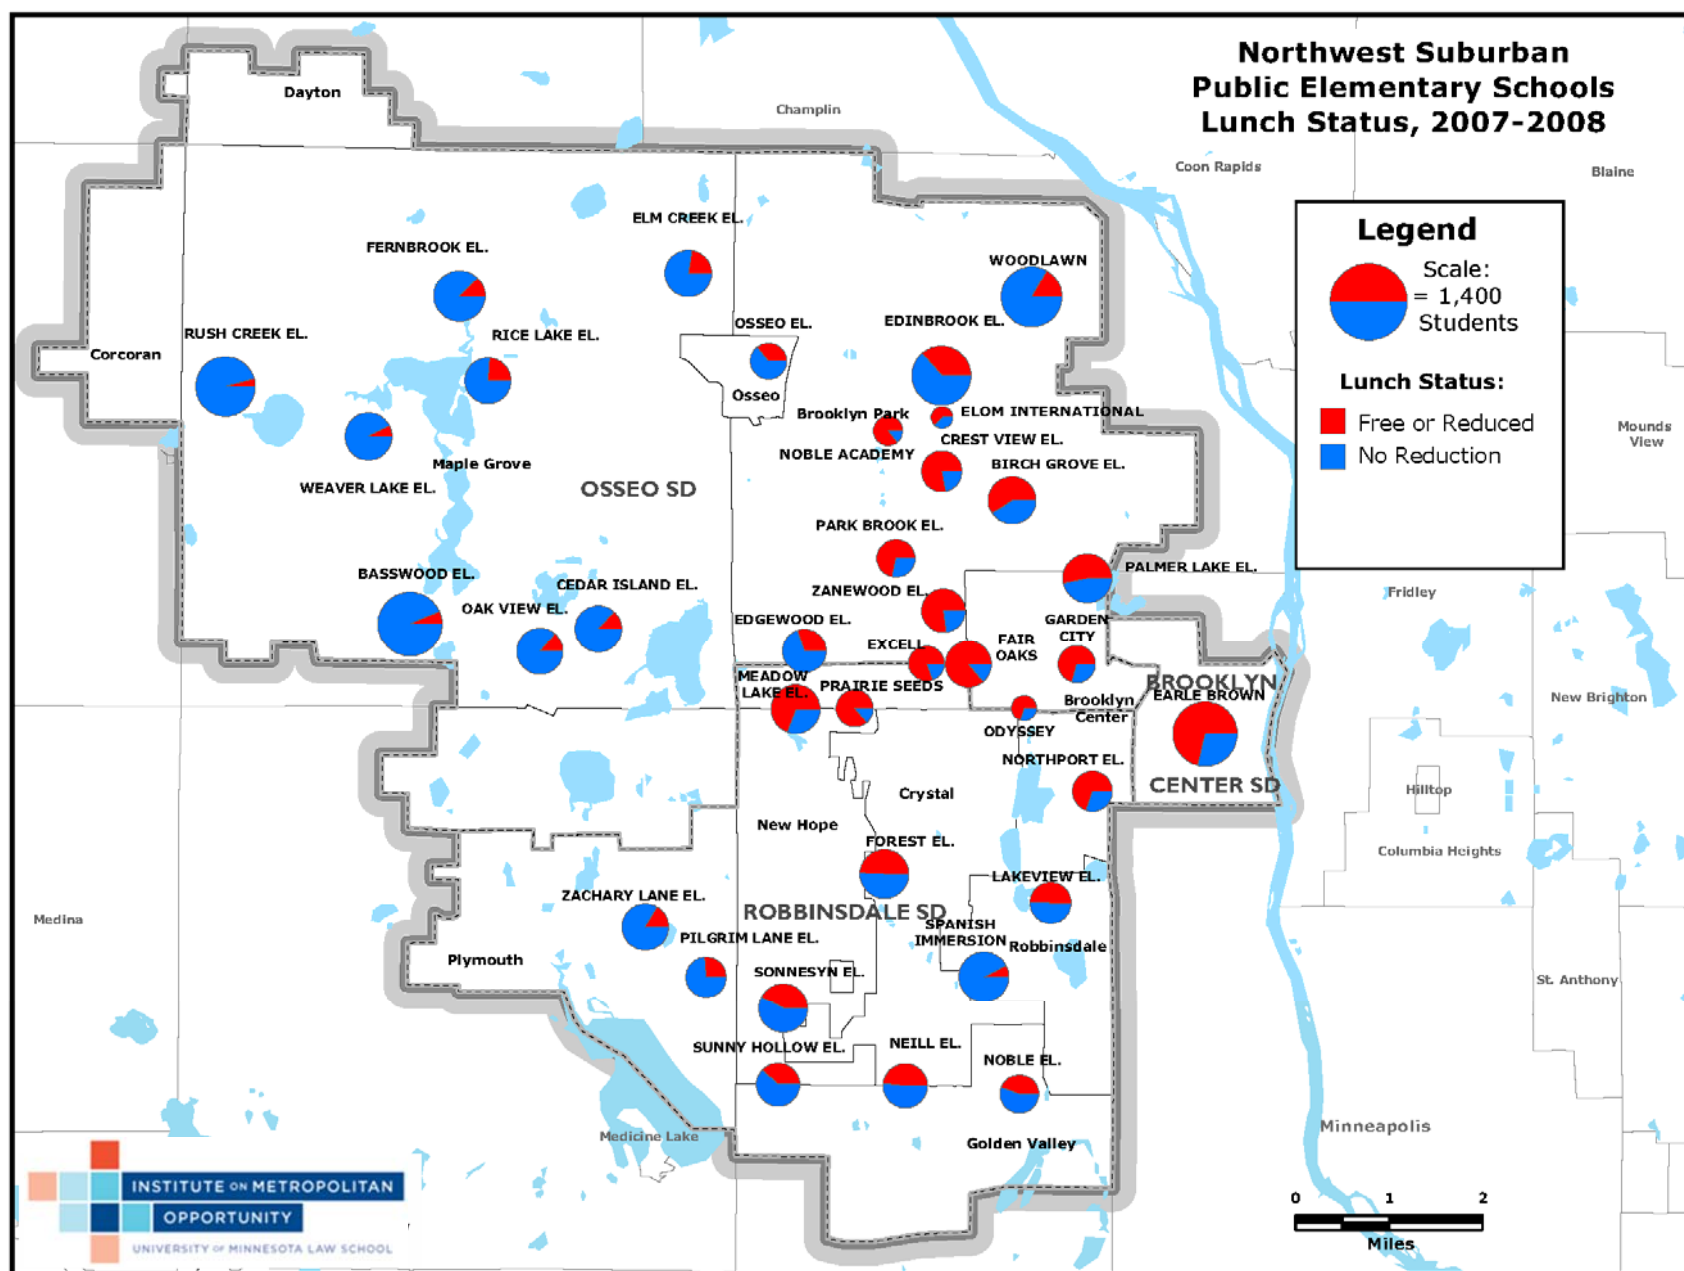 Northwest Suburban
Public Elementary Schools
Lunch Status, 2007-2008
Dayton
Champlin
Coon Rapids
Blaine
Legend
Scale:
= 1,400
Students
Lunch Status:
Free or Reduced
No Reduction
ELM CREEK EL.
FERNBROOK EL.
WOODLAWN
RUSH CREEK EL.
RICE LAKE EL.
OSSEO EL.
EDINBROOK EL.
Corcoran
Osseo
Brooklyn Park
ELOM INTERNATIONAL
Mounds
View
CREST VIEW EL.
NOBLE ACADEMY
Maple Grove
BIRCH GROVE EL.
WEAVER LAKE EL.
OSSEO SD
PARK BROOK EL.
BASSWOOD EL.
CEDAR ISLAND EL.
PALMER LAKE EL.
ZANEWOOD EL.
Fridley
OAK VIEW EL.
EDGEWOOD EL.
GARDEN
CITY
EXCELL
FAIR
OAKS
MEADOW
LAKE EL.
PRAIRIE SEEDS
BROOKLYN
EARLE BROWN
New Brighton
Brooklyn
Center
ODYSSEY
NORTHPORT EL.
CENTER SD
Hilltop
Crystal
New Hope
FOREST EL.
Columbia Heights
LAKEVIEW EL.
ZACHARY LANE EL.
ROBBINSDALE SD
Medina
SPANISH
IMMERSION
Robbinsdale
PILGRIM LANE EL.
Plymouth
SONNESYN EL.
St. Anthony
SUNNY HOLLOW EL.
NEILL EL.
NOBLE EL.
Minneapolis
Medicine Lake
Golden Valley
INSTITUTE ON METROPOLITAN
OPPORTUNITY
UNIVERSITY OF MINNESOTA LAW SCHOOL
0 1 2
Miles